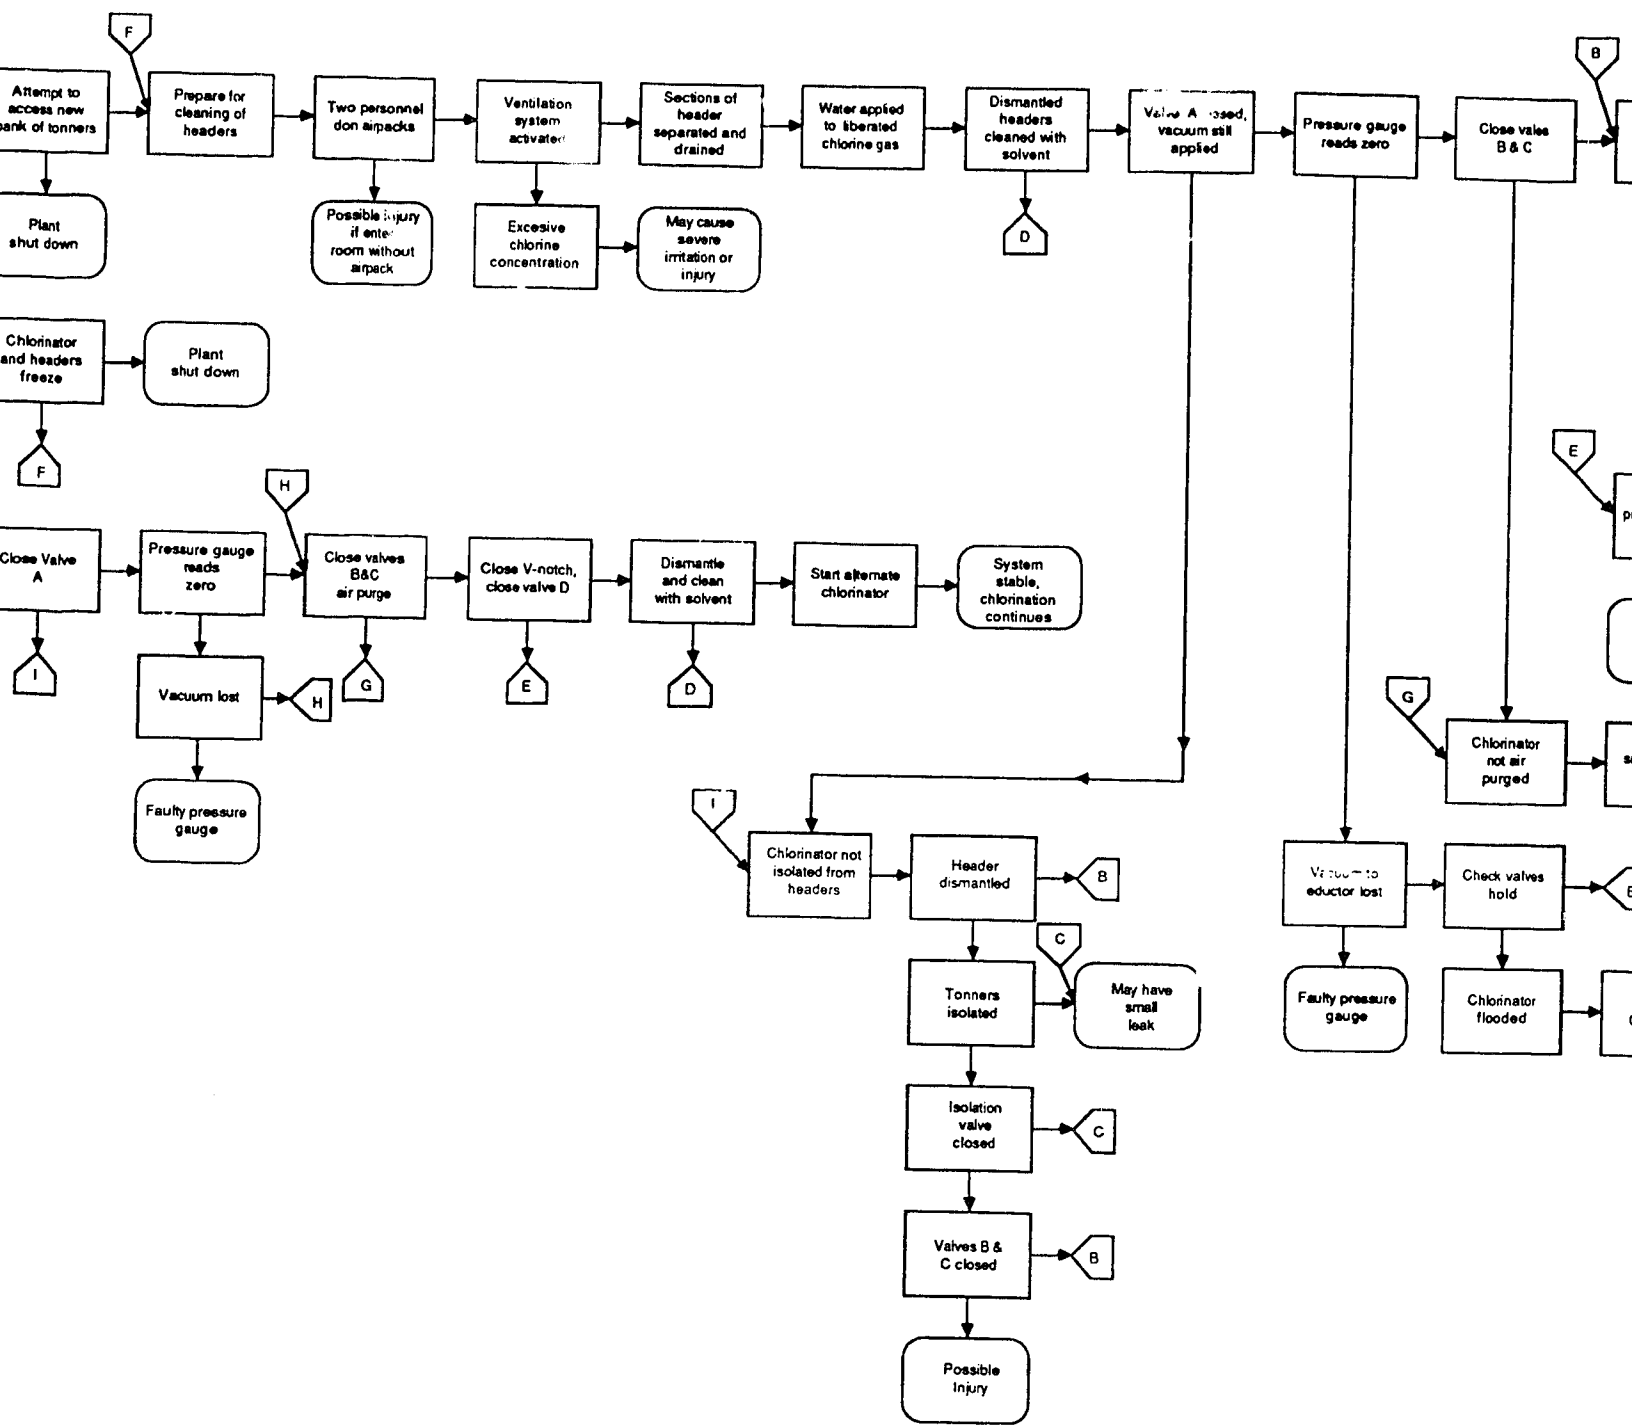 F
B
Attempt to
access new
bank of tonners
Prepare for
cleaning of
headers
Two personnel
don airpacks
Ventilation
system
activated
Sections of
header
separated and
drained
Water applied
to liberated
chlorine gas
Dismantled
headers
cleaned with
solvent
Valve A
vacuum still
applied
Pressure gauge
reads zero
Close vales
B & C
Plant
shut down
Possible injury
if enter
room without
airpack
Excesive
chlorine
concentration
May cause
severe
irritation or
injury
D
Chlorinator
and headers
freeze
Plant
shut down
F
E
H
Close Valve
A
Pressure gauge
reads
zero
Close valves
B&C
air purge
Close V-notch,
close valve D
Dismantle
and clean
with solvent
Start alternate
chlorinator
System
stable,
chlorination
continues
I
Vacuum lost
H
G
E
D
Faulty pressure
gauge
G
Chlorinator
not air
purged
I
Chlorinator not
isolated from
headers
Header
dismantled
B
Vacuum to
eductor lost
Check valves
hold
C
Tonners
isolated
May have
small
leak
Faulty pressure
gauge
Chlorinator
flooded
Isolation
valve
closed
C
Valves B &
C closed
B
Possible
Injury